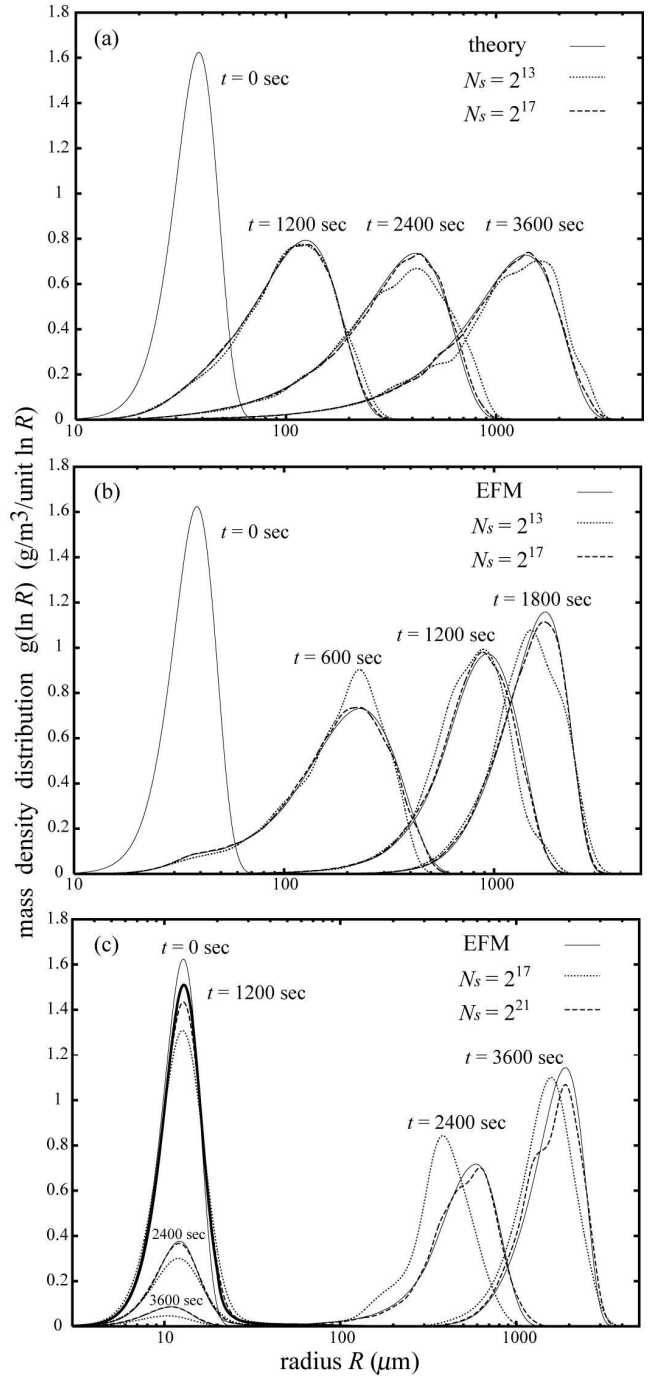 1.8
(a)
theory
1.6
t = 0 sec
Ns = 2^13
1.4
Ns = 2^17
1.2
1
t = 1200 sec t = 2400 sec t = 3600 sec
0.8
0.6
0.4
0.2
0
10 100 1000
1.8
(b)
EFM
1.6
t = 0 sec
Ns = 2^13
1.4
Ns = 2^17
1.2
t = 1800 sec
t = 1200 sec
1
t = 600 sec
0.8
0.6
0.4
0.2
0
10 100 1000
1.8
(c)
t = 0 sec
EFM
1.6
t = 1200 sec
Ns = 2^17
1.4
Ns = 2^21
1.2
t = 3600 sec
1
t = 2400 sec
0.8
0.6
0.4
2400 sec
0.2
3600 sec
0
10 100 1000
radius R (μm)
mass density distribution g(ln R) (g/m³/unit ln R)